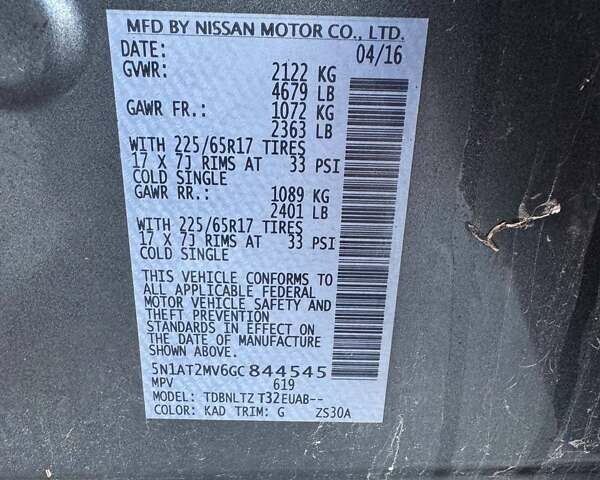 MFD BY NISSAN MOTOR CO., LTD.
DATE: 04/16
GVWR: 2122 KG
4679 LB
GAWR FR.: 1072 KG
2363 LB
WITH 225/65R17 TIRES
17 X 7J RIMS AT 33 PSI
COLD SINGLE
GAWR RR.: 1089 KG
2401 LB
WITH 225/65R17 TIRES
17 X 7J RIMS AT 33 PSI
COLD SINGLE
THIS VEHICLE CONFORMS TO
ALL APPLICABLE FEDERAL
MOTOR VEHICLE SAFETY AND
THEFT PREVENTION
STANDARDS IN EFFECT ON
THE DATE OF MANUFACTURE
SHOWN ABOVE.
5N1AT2MV6GC844545
MPV 619
MODEL: TDBNLTZ T32EUAB--
COLOR: KAD TRIM: G ZS30A